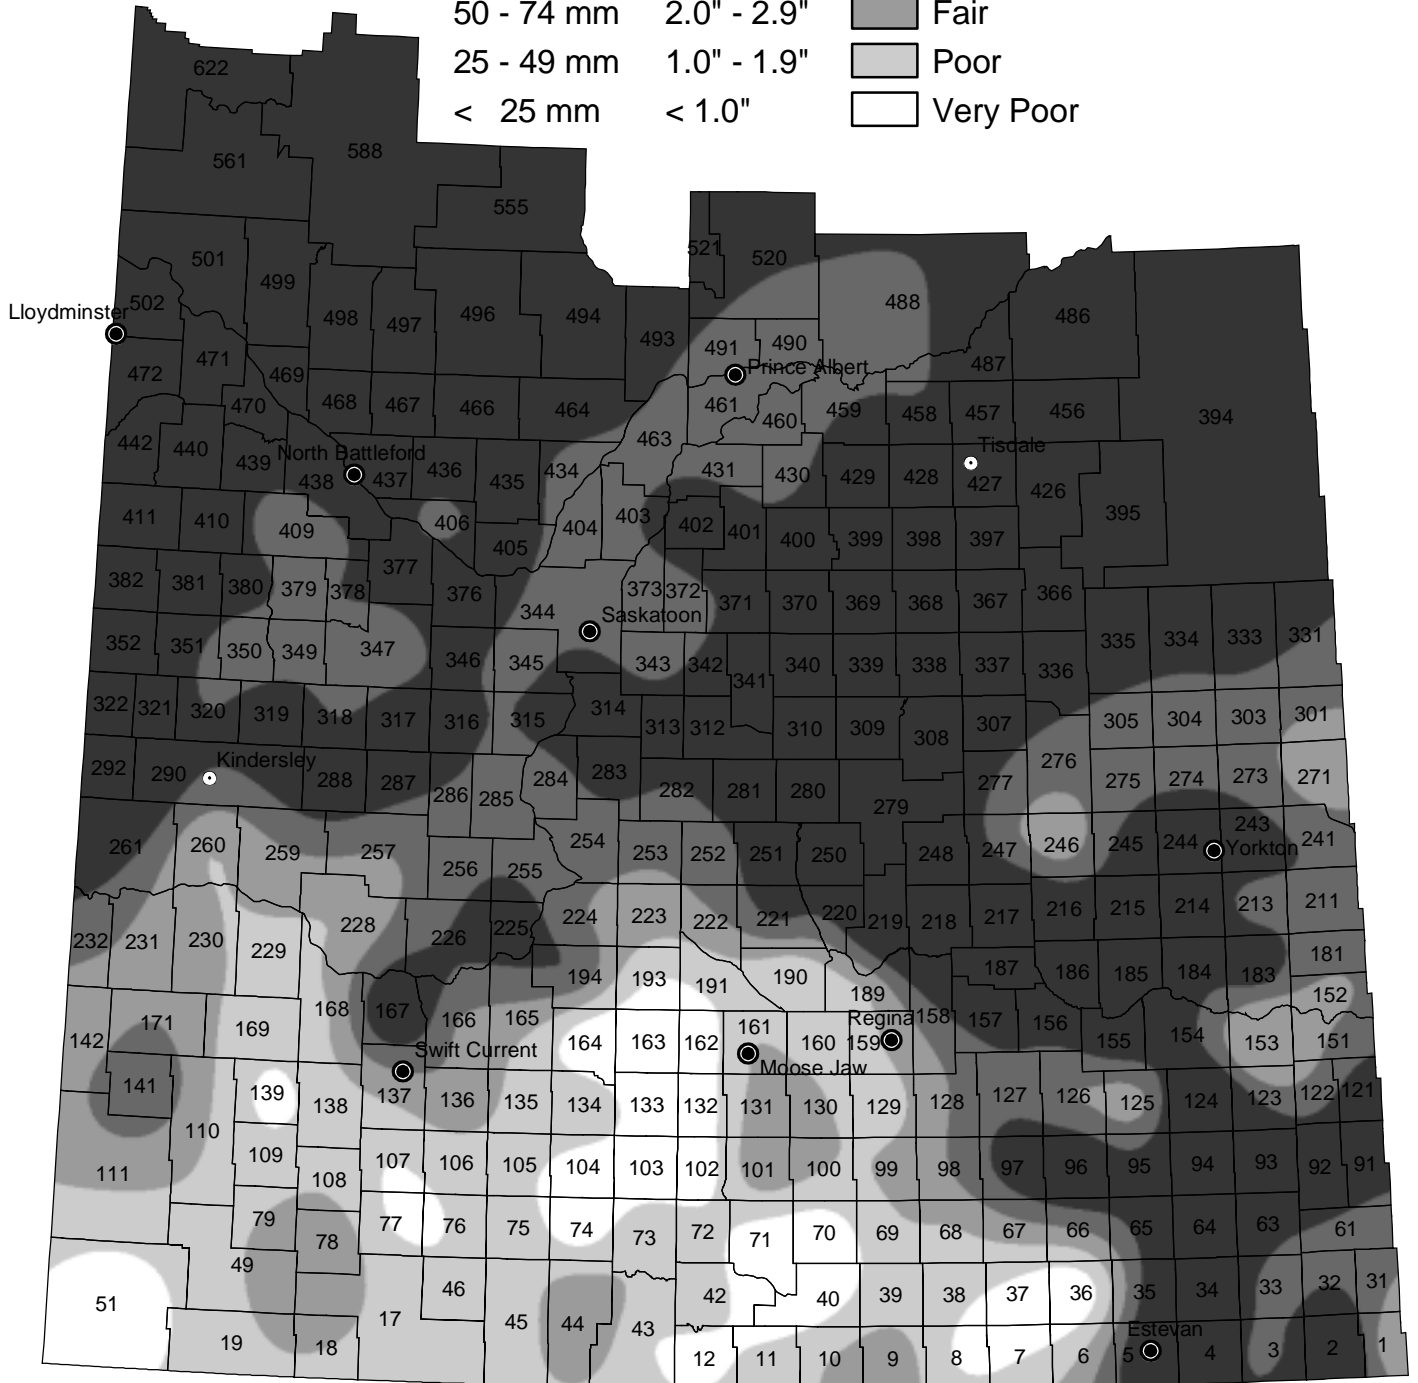 50 - 74 mm 2.0" - 2.9" Fair
25 - 49 mm 1.0" - 1.9" Poor
< 25 mm < 1.0" Very Poor
622
561 588
555
521 520
501 499
502 498 497 496 494 488 486
Lloydminster
493 491 490 487
472 471 469 Prince Albert
470 468 467 466 464 461 460 459 458 457 456 394
442 440 439 North Battleford 463 Tisdale
438 437 436 435 434 431 430 429 428 427 426
411 410 409 406 404 403 402 401 400 399 398 397 395
405
382 381 380 379 378 377 376 344 373 372 371 370 369 368 367 366
Saskatoon
352 351 350 349 347 346 345 343 342 341 340 339 338 337 336 335 334 333 331
322 321 320 319 318 317 316 315 314 313 312 310 309 308 307 305 304 303 301
292 290 Kindersley 288 287 286 285 284 283 282 281 280 279 277 276 275 274 273 271
261 260 259 257 256 255 254 253 252 251 250 248 247 246 245 244 243 Yorkton 241
232 231 230 229 228 226 225 224 223 222 221 220 219 218 217 216 215 214 213 211
194 193 191 190 189 187 186 185 184 183 181
142 171 169 168 167 166 165 164 163 162 161 160 159 Regina 158 157 156 155 154 153 152 151
Swift Current Moose Jaw
141 139 138 137 136 135 134 133 132 131 130 129 128 127 126 125 124 123 122 121
111 110 109 108 107 106 105 104 103 102 101 100 99 98 97 96 95 94 93 92 91
79 78 77 76 75 74 73 72 71 70 69 68 67 66 65 64 63 61
51 49 46 42 40 39 38 37 36 35 34 33 32 31
Estevan
19 18 17 45 44 43 12 11 10 9 8 7 6 5 4 3 2 1